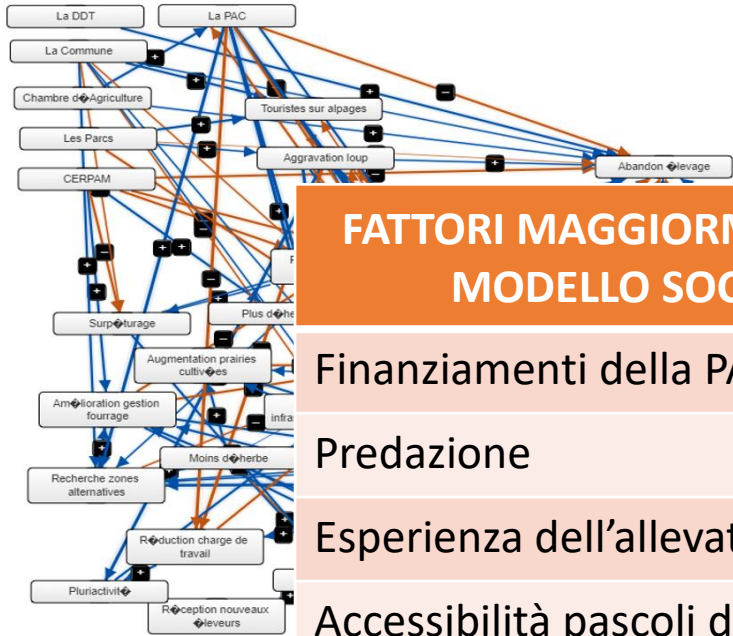 La DDT
La PAC
La Commune
Chambre d�Agriculture
Touristes sur alpages
Les Parcs
Aggravation loup
Abandon �levage
CERPAM
FATTORI MAGGIORM
MODELLO SOC
Surp�turage
Plus d�he
Finanziamenti della PA
Augmentation prairies
cultiv�es
Am�lioration gestion
fourrage
infra
Predazione
Moins d�herbe
Recherche zones
alternatives
Esperienza dell’allevat
R�duction charge de
travail
Pluriactivit�
R�ception nouveaux
�leveurs
Accessibilità pascoli d